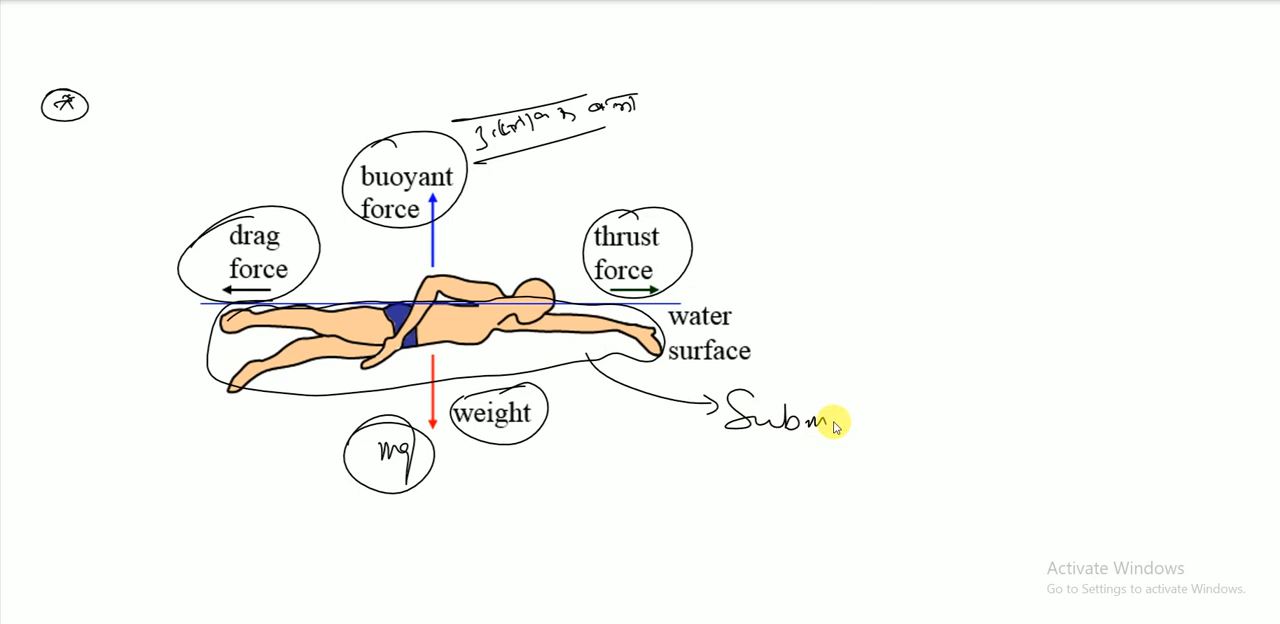 buoyant
force
drag
force
thrust
force
water
surface
weight
mg
Subm
Activate Windows
Go to Settings to activate Windows.